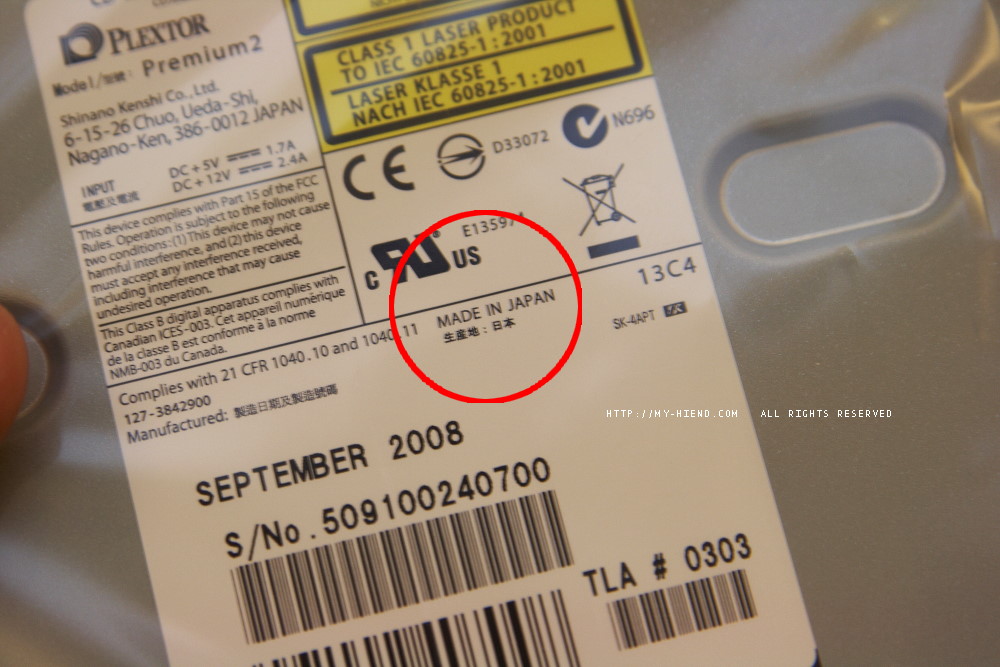 PLEXTOR
Model/型號: Premium2
Shinano Kenshi Co.,Ltd.
6-15-26 Chuo, Ueda-Shi,
Nagano-Ken, 386-0012 JAPAN
INPUT
電壓及電流
DC+5V 1.7A
DC+12V 2.4A
This device complies with Part 15 of the FCC
Rules. Operation is subject to the following
two conditions:(1)This device may not cause
harmful interference, and (2) this device
must accept any interference received,
including interference that may cause
undesired operation.
This Class B digital apparatus complies with
Canadian ICES-003. Cet appareil numérique
de la classe B est conforme à la norme
NMB-003 du Canada.
CLASS 1 LASER PRODUCT
TO IEC 60825-1:2001
LASER KLASSE 1
NACH IEC 60825-1:2001
CE
D33072
N696
E13597
C UR US
13C4
SK-4APT
Complies with 21 CFR 1040.10 and 1040.11
MADE IN JAPAN
生產地：日本
127-3842900
Manufactured: 製造日期及製造號碼
SEPTEMBER 2008
S/No.509100240700
TLA # 0303
HTTP://MY-HIEND.COM ALL RIGHTS RESERVED